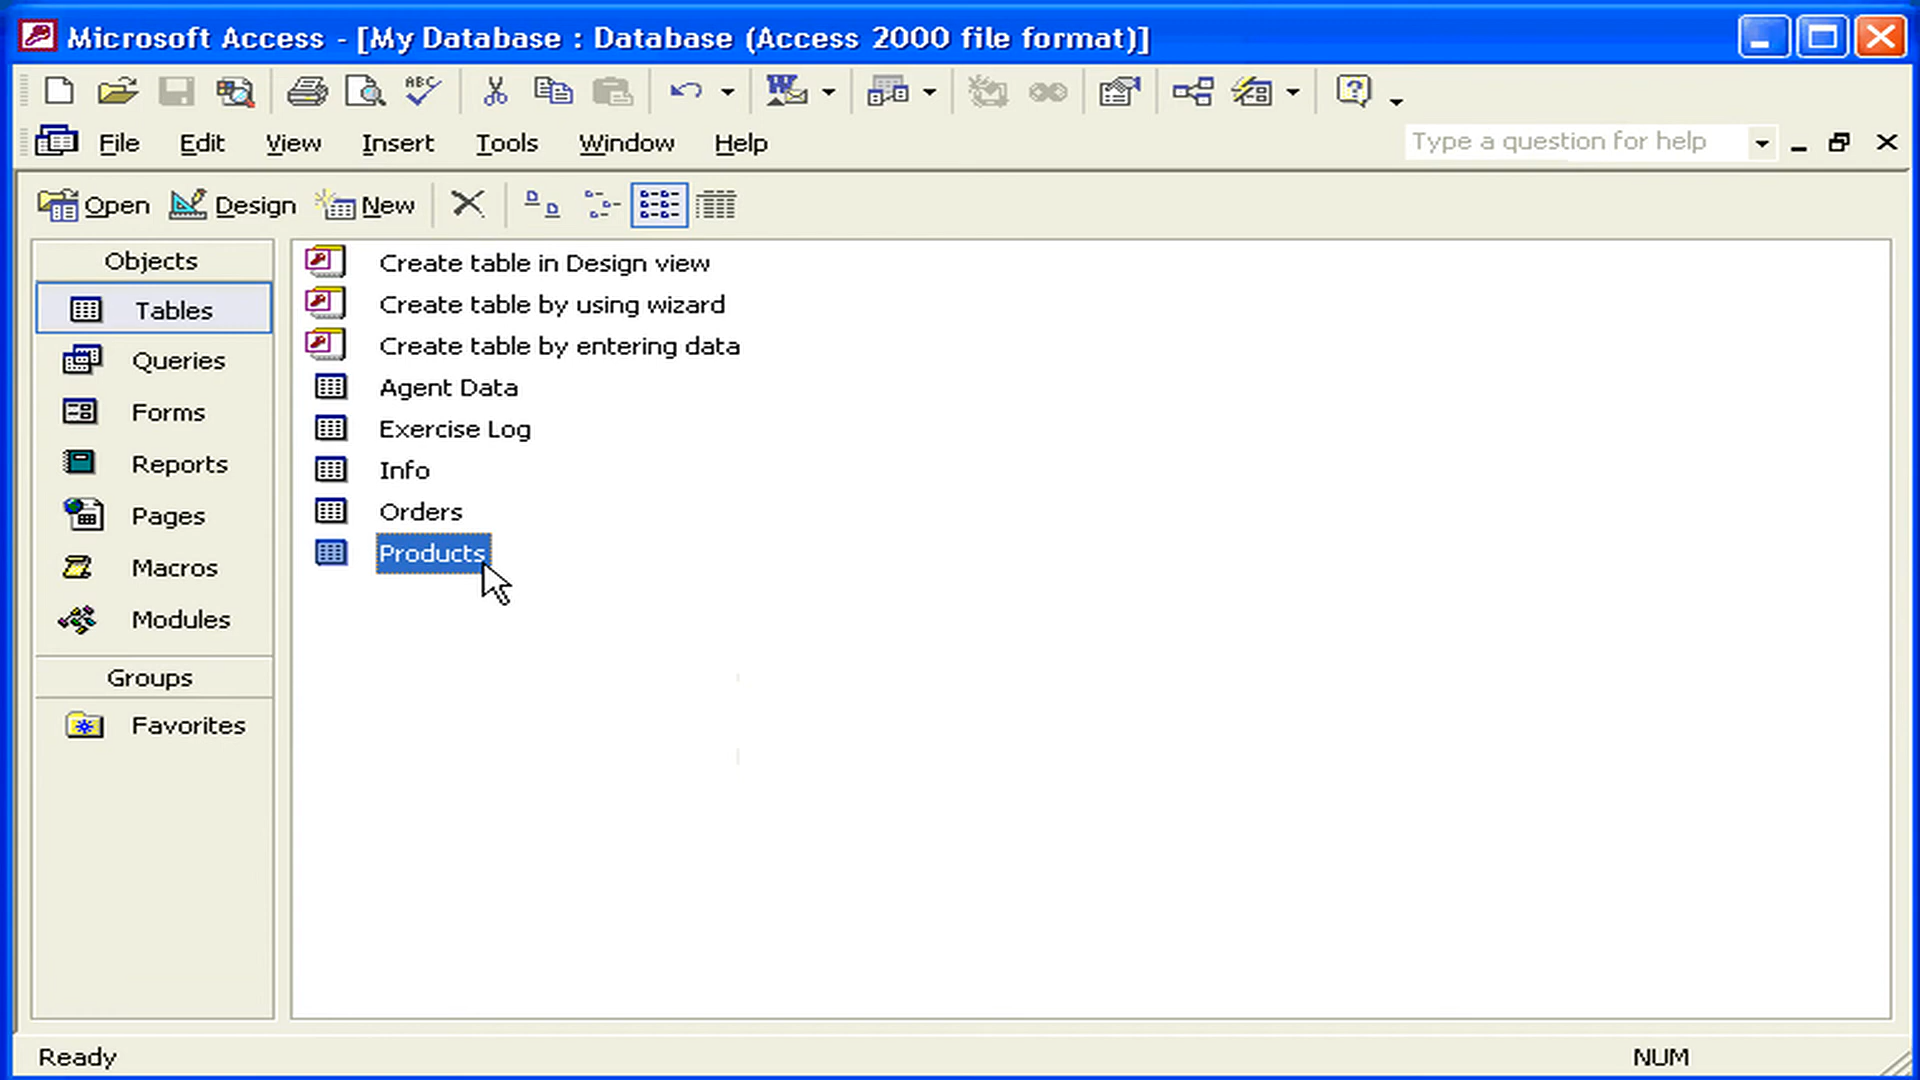 Microsoft Access - [My Database : Database (Access 2000 file format)]
ABC
W
File Edit View Insert Tools Window Help
Type a question for help
Open Design New
Objects
Tables
Queries
Forms
Reports
Pages
Macros
Modules
Groups
Favorites
Create table in Design view
Create table by using wizard
Create table by entering data
Agent Data
Exercise Log
Info
Orders
Products
Ready
NUM